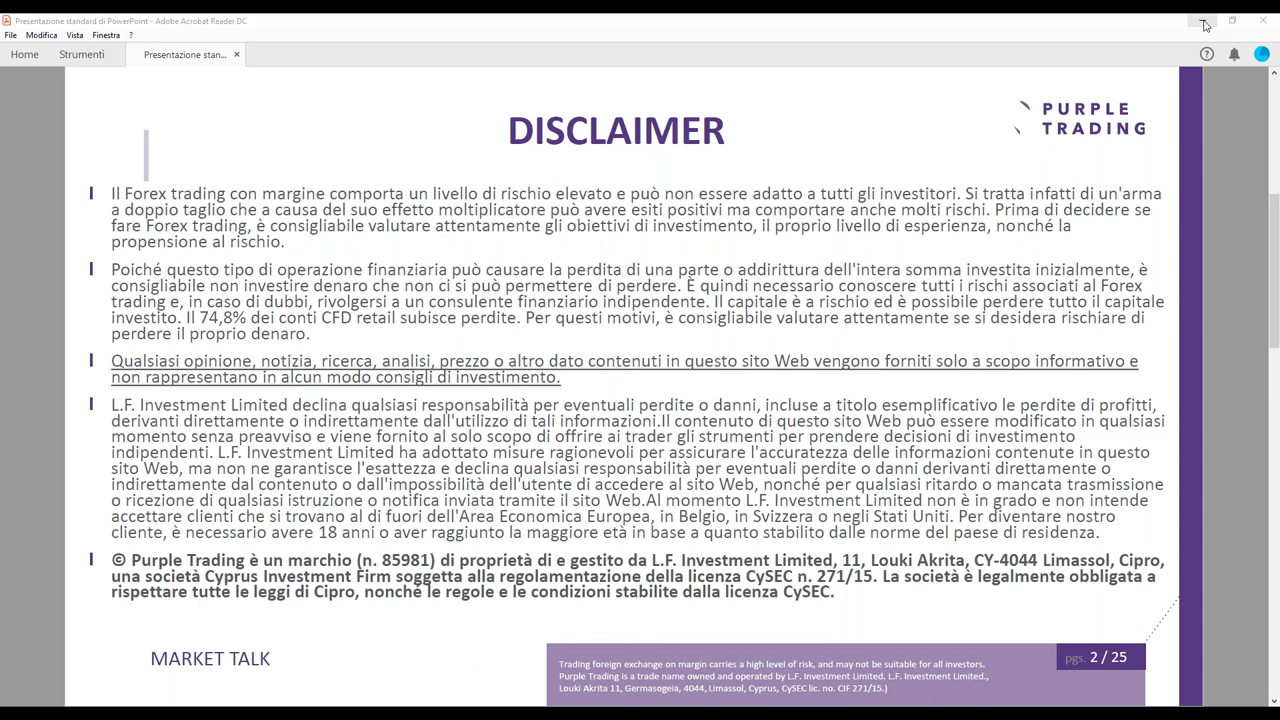 Presentazione standard di PowerPoint - Adobe Acrobat Reader DC
File Modifica Vista Finestra ?
Home Strumenti Presentazione stan... ×
DISCLAIMER
PURPLE
TRADING
Il Forex trading con margine comporta un livello di rischio elevato e può non essere adatto a tutti gli investitori. Si tratta infatti di un'arma
a doppio taglio che a causa del suo effetto moltiplicatore può avere esiti positivi ma comportare anche molti rischi. Prima di decidere se
fare Forex trading, è consigliabile valutare attentamente gli obiettivi di investimento, il proprio livello di esperienza, nonché la
propensione al rischio.
Poiché questo tipo di operazione finanziaria può causare la perdita di una parte o addirittura dell'intera somma investita inizialmente, è
consigliabile non investire denaro che non ci si può permettere di perdere. È quindi necessario conoscere tutti i rischi associati al Forex
trading e, in caso di dubbi, rivolgersi a un consulente finanziario indipendente. Il capitale è a rischio ed è possibile perdere tutto il capitale
investito. Il 74,8% dei conti CFD retail subisce perdite. Per questi motivi, è consigliabile valutare attentamente se si desidera rischiare di
perdere il proprio denaro.
Qualsiasi opinione, notizia, ricerca, analisi, prezzo o altro dato contenuti in questo sito Web vengono forniti solo a scopo informativo e
non rappresentano in alcun modo consigli di investimento.
L.F. Investment Limited declina qualsiasi responsabilità per eventuali perdite o danni, incluse a titolo esemplificativo le perdite di profitti,
derivanti direttamente o indirettamente dall'utilizzo di tali informazioni.Il contenuto di questo sito Web può essere modificato in qualsiasi
momento senza preavviso e viene fornito al solo scopo di offrire ai trader gli strumenti per prendere decisioni di investimento
indipendenti. L.F. Investment Limited ha adottato misure ragionevoli per assicurare l'accuratezza delle informazioni contenute in questo
sito Web, ma non ne garantisce l'esattezza e declina qualsiasi responsabilità per eventuali perdite o danni derivanti direttamente o
indirettamente dal contenuto o dall'impossibilità dell'utente di accedere al sito Web, nonché per qualsiasi ritardo o mancata trasmissione
o ricezione di qualsiasi istruzione o notifica inviata tramite il sito Web.Al momento L.F. Investment Limited non è in grado e non intende
accettare clienti che si trovano al di fuori dell'Area Economica Europea, in Belgio, in Svizzera o negli Stati Uniti. Per diventare nostro
cliente, è necessario avere 18 anni o aver raggiunto la maggiore età in base a quanto stabilito dalle norme del paese di residenza.
© Purple Trading è un marchio (n. 85981) di proprietà di e gestito da L.F. Investment Limited, 11, Louki Akrita, CY-4044 Limassol, Cipro,
una società Cyprus Investment Firm soggetta alla regolamentazione della licenza CySEC n. 271/15. La società è legalmente obbligata a
rispettare tutte le leggi di Cipro, nonché le regole e le condizioni stabilite dalla licenza CySEC.
MARKET TALK
Trading foreign exchange on margin carries a high level of risk, and may not be suitable for all investors.
Purple Trading is a trade name owned and operated by L.F. Investment Limited. L.F. Investment Limited.,
Louki Akrita 11, Germasogeia, 4044, Limassol, Cyprus, CySEC lic. no. CIF 271/15.)
pgs. 2 / 25